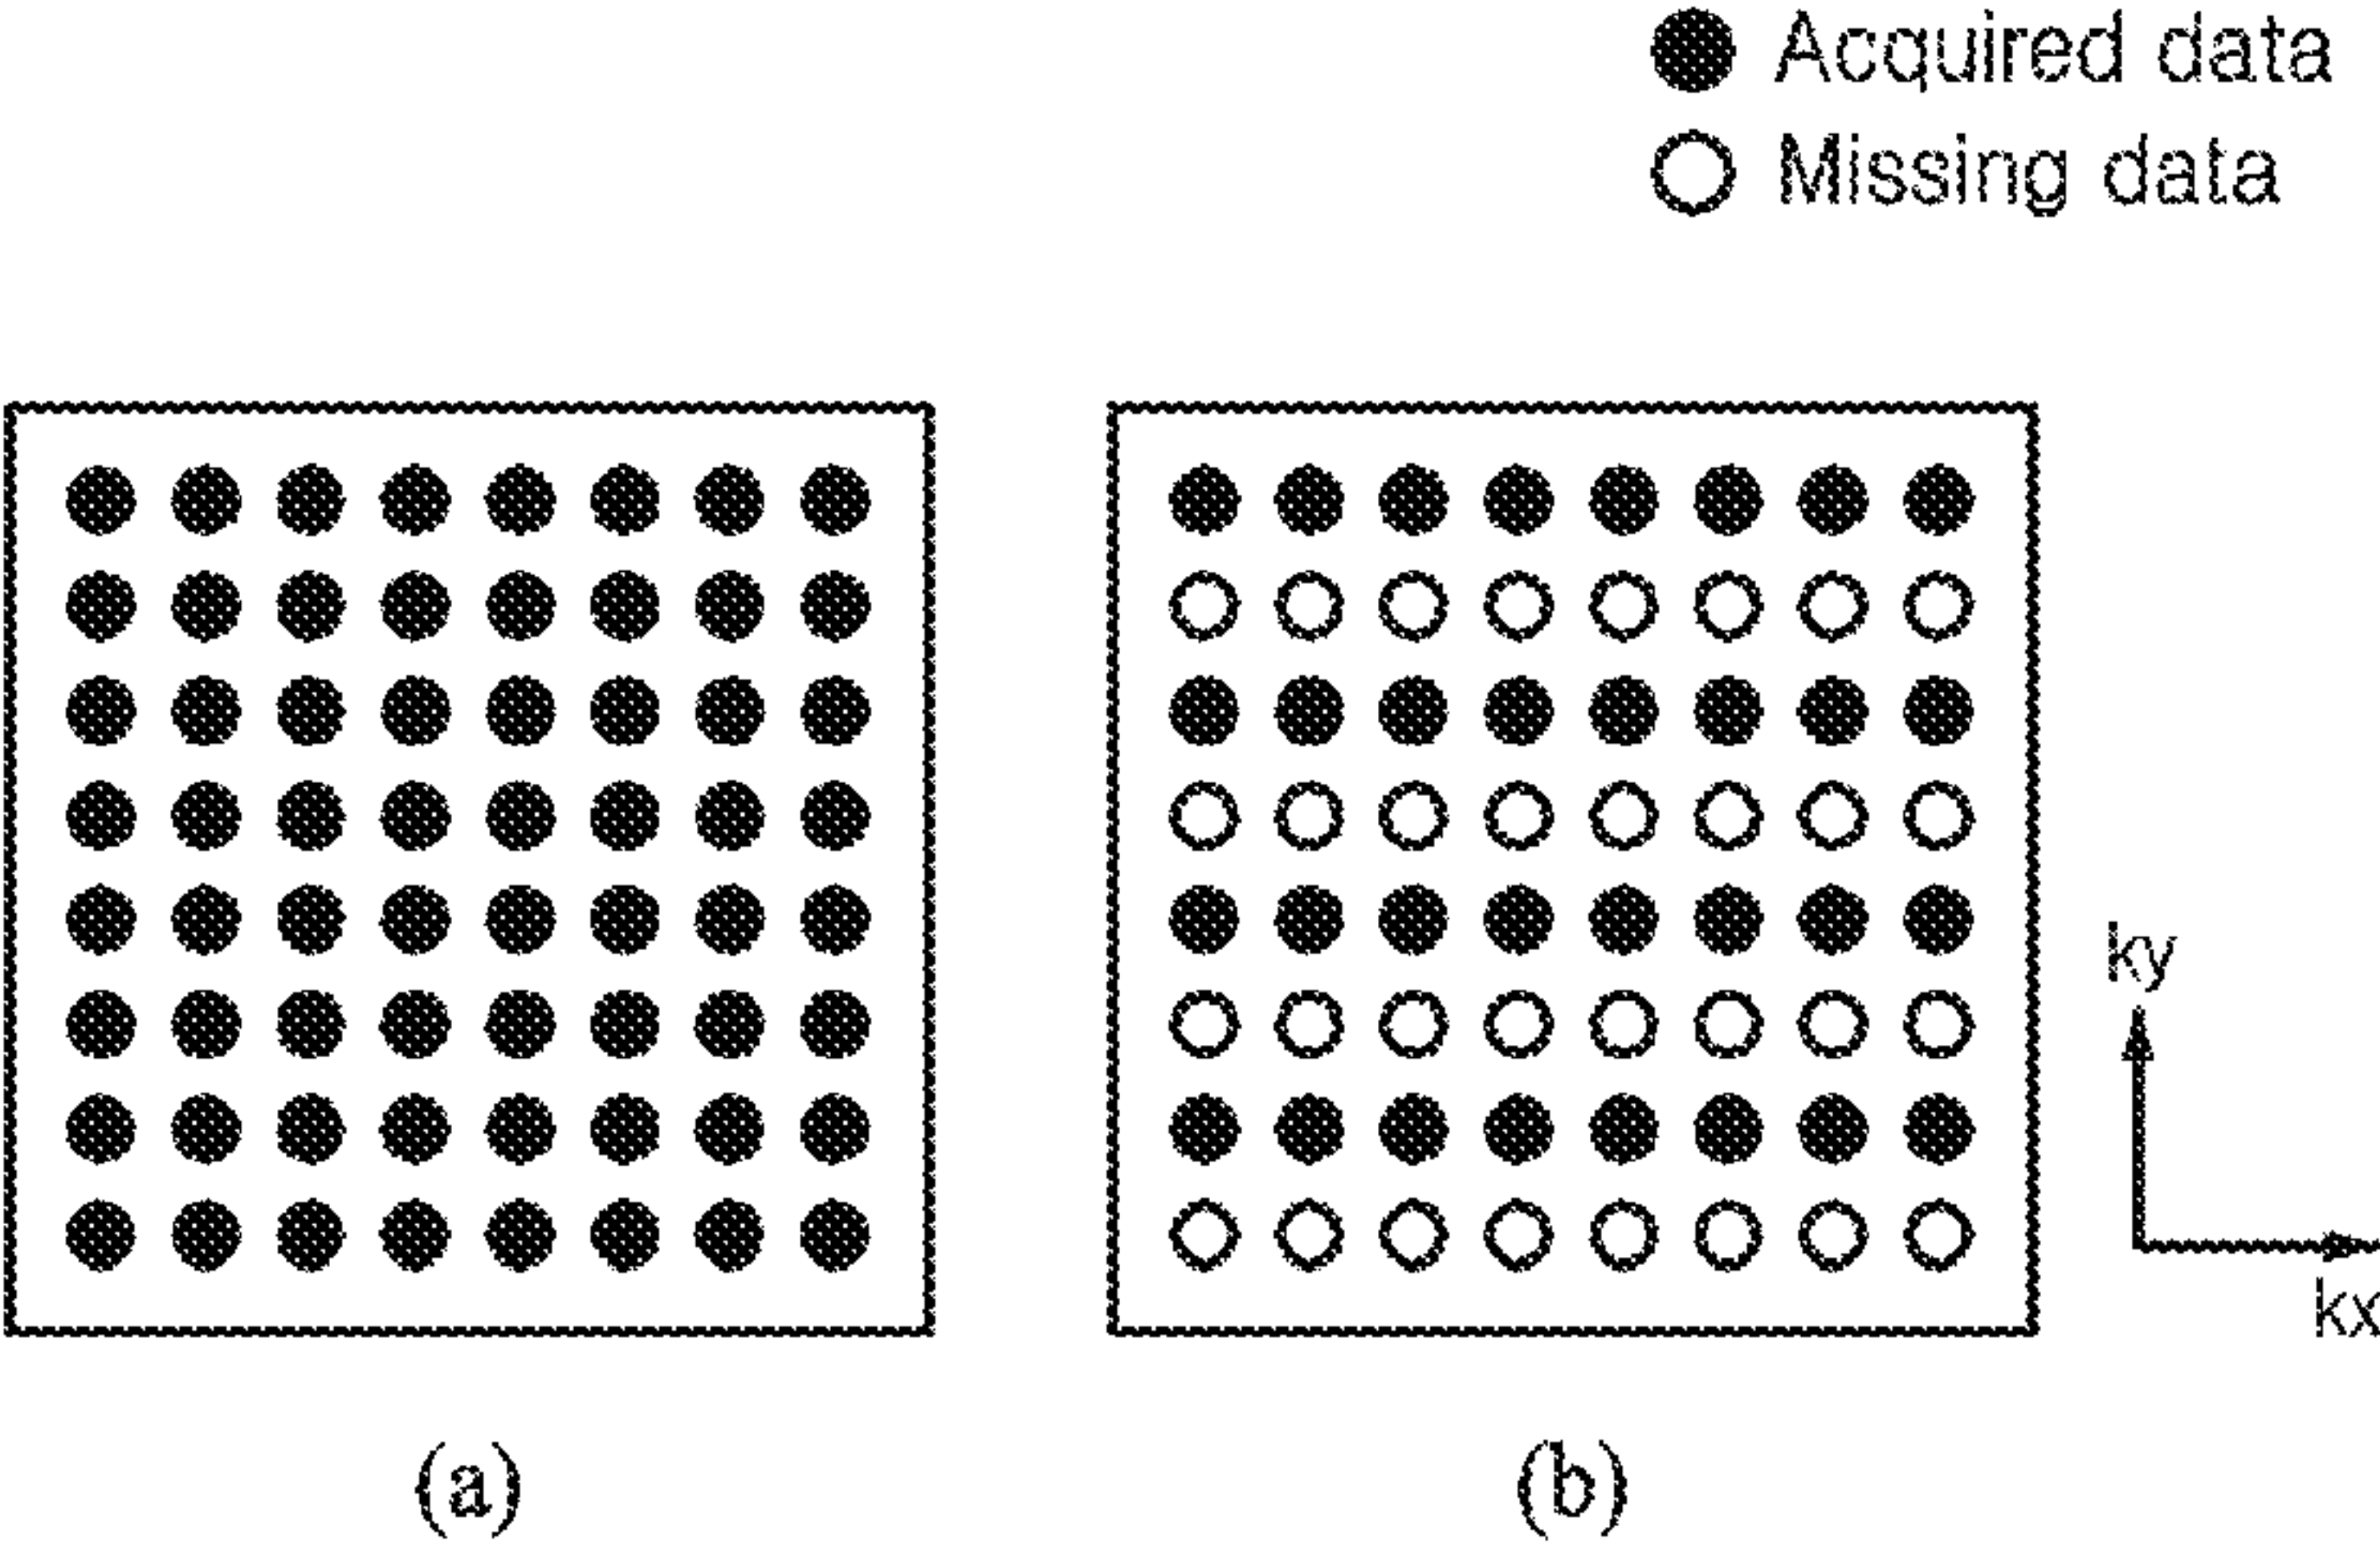 Acquired data
Missing data
ky
kx
(a)
(b)